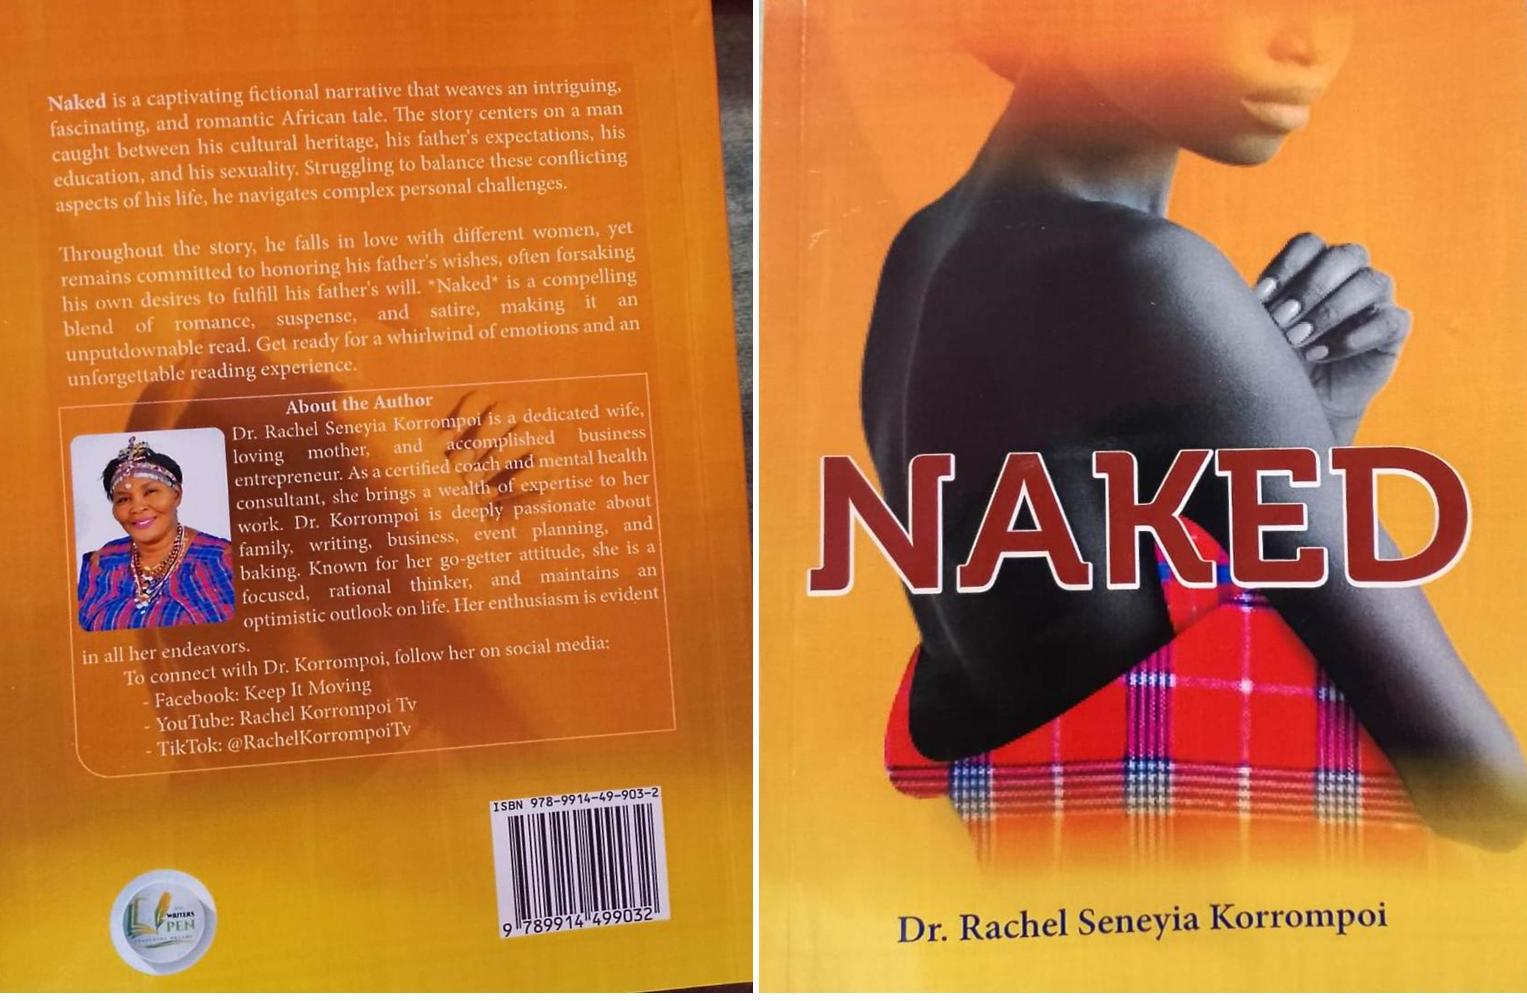 Naked is a captivating fictional narrative that weaves an intriguing,
fascinating, and romantic African tale. The story centers on a man
caught between his cultural heritage, his father's expectations, his
education, and his sexuality. Struggling to balance these conflicting
aspects of his life, he navigates complex personal challenges.
Throughout the story, he falls in love with different women, yet
remains committed to honoring his father's wishes, often forsaking
his own desires to fulfill his father's will. *Naked* is a compelling
blend of romance, suspense, and satire, making it an
unputdownable read. Get ready for a whirlwind of emotions and an
unforgettable reading experience.
About the Author
Dr. Rachel Seneyia Korrompoi is a dedicated wife,
loving mother, and accomplished business
entrepreneur. As a certified coach and mental health
consultant, she brings a wealth of expertise to her
work. Dr. Korrompoi is deeply passionate about
family, writing, business, event planning, and
baking. Known for her go-getter attitude, she is a
focused, rational thinker, and maintains an
optimistic outlook on life. Her enthusiasm is evident
in all her endeavors.
To connect with Dr. Korrompoi, follow her on social media:
- Facebook: Keep It Moving
- YouTube: Rachel Korrompoi Tv
- TikTok: @RachelKorrompoiTv
ISBN 978-9914-49-903-2
9 789914 499032
WRITERS
PEN
NAKED
Dr. Rachel Seneyia Korrompoi